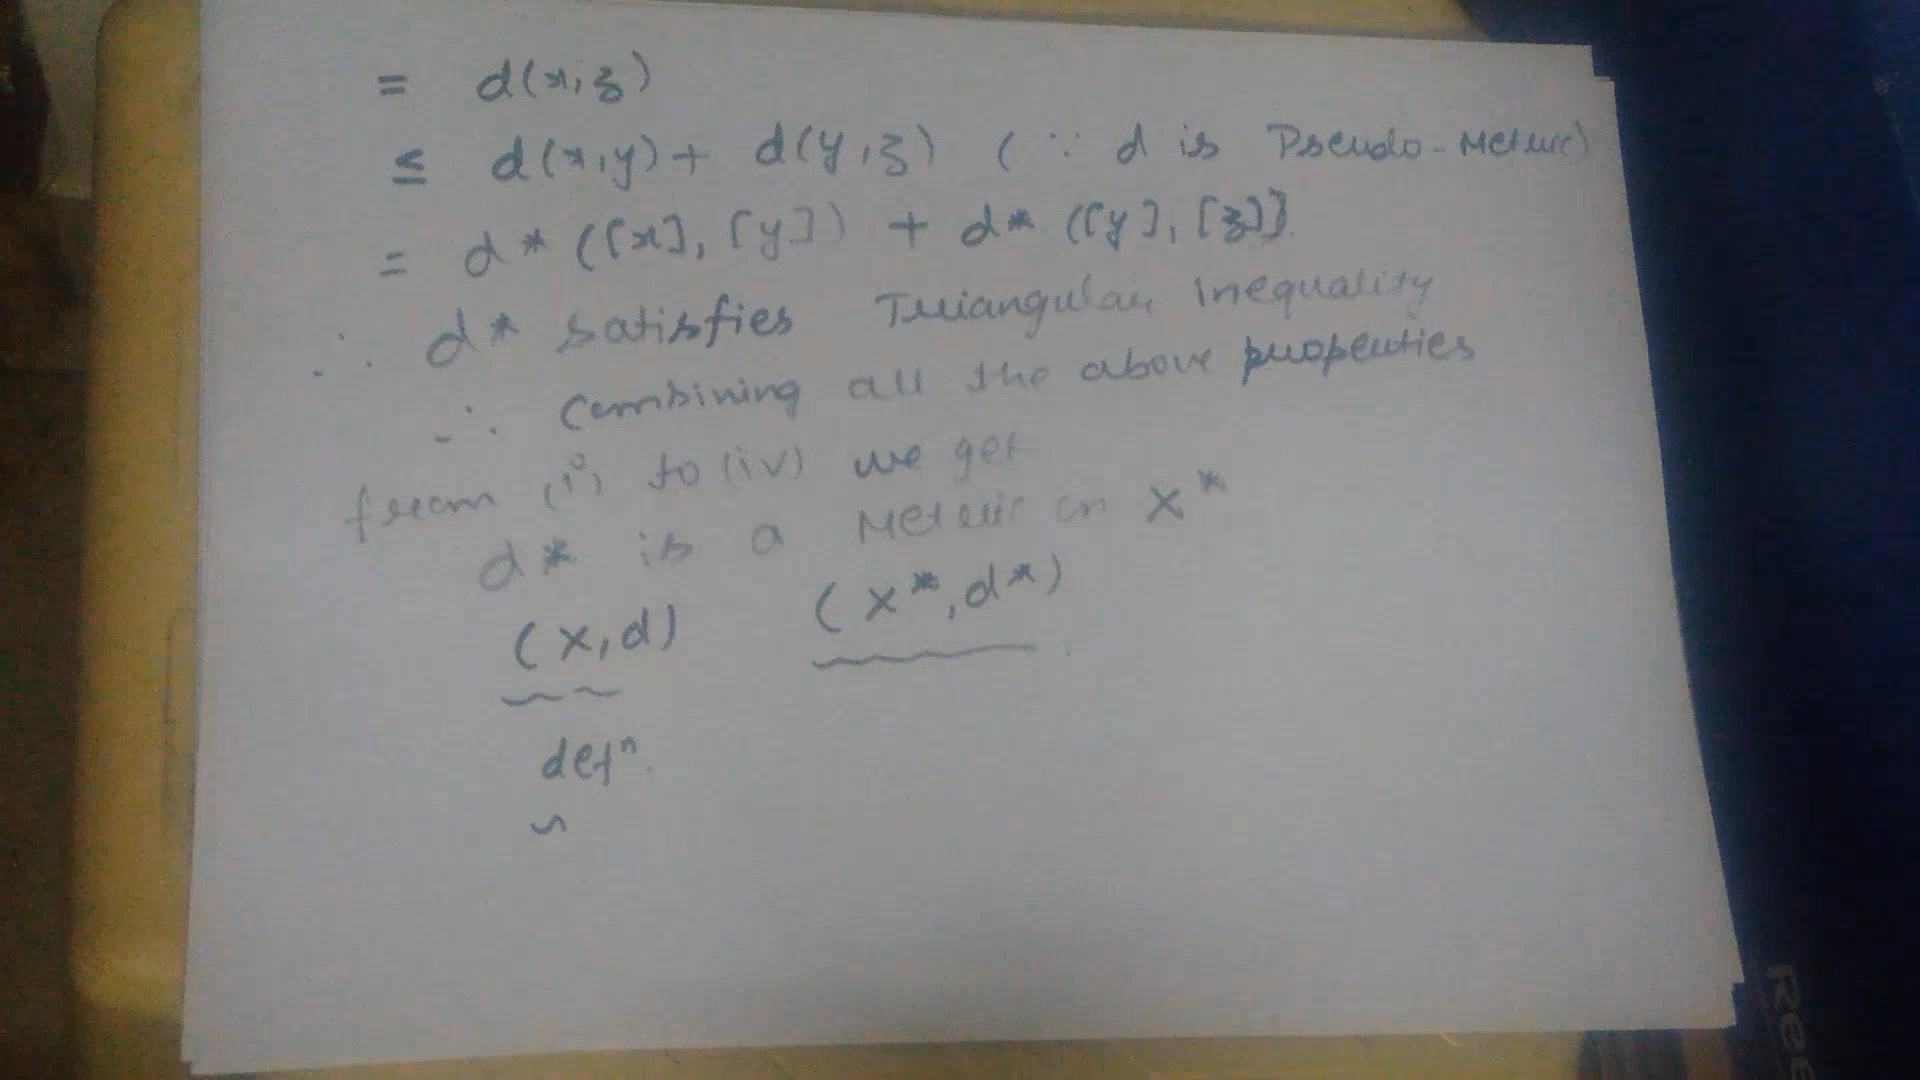 = d(x,z)
≤ d(x,y) + d(y,z) (∵ d is Pseudo-Metric)
= d* ([x], [y]) + d* ([y], [z]).
∴ d* satisfies Triangular Inequality
∴ Combining all the above properties
from (i) to (iv) we get
d* is a Metric on X*
(X,d) (X*,d*)
defⁿ.
Ree